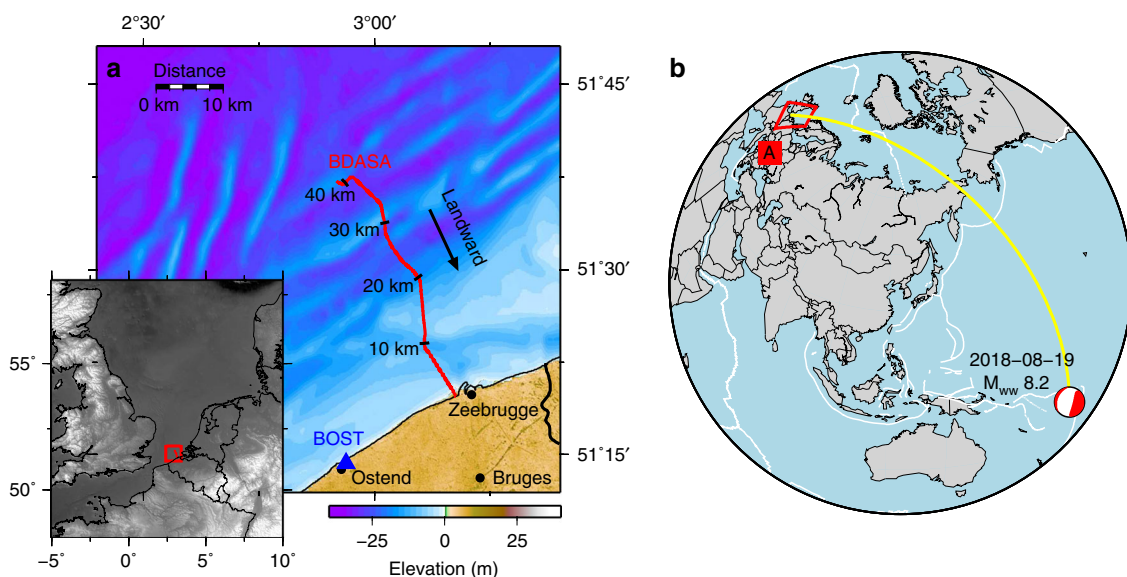 2°30′ 3°00′
a
Distance
0 km 10 km
51°45′
BDASA
40 km
Landward
30 km
51°30′
20 km
10 km
Zeebrugge
BOST
51°15′
Ostend
Bruges
55˚
50˚
−5˚ 0˚ 5˚ 10˚
−25 0 25
Elevation (m)
b
A
2018−08−19
Mww 8.2